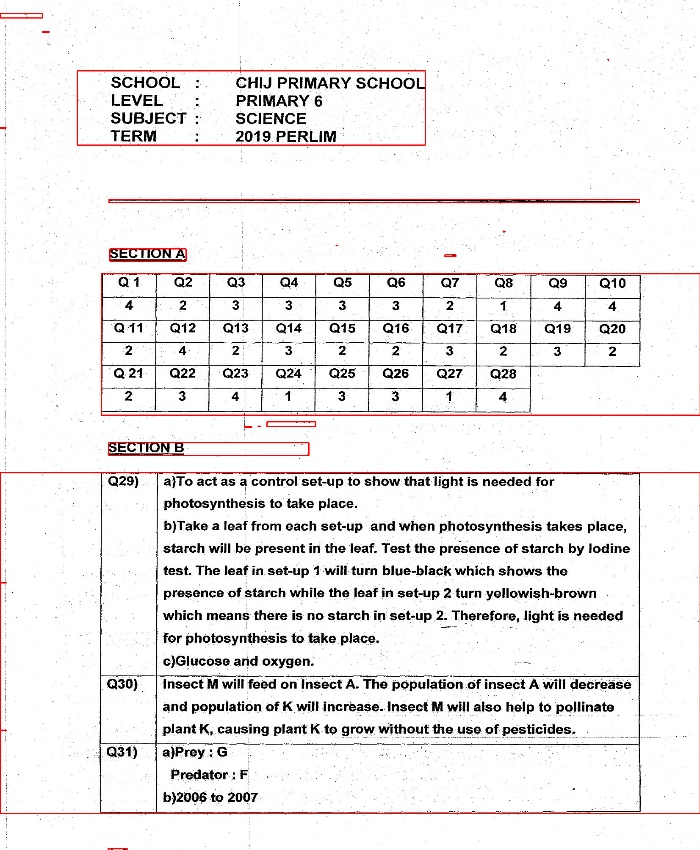 SCHOOL : CHIJ PRIMARY SCHOOL
LEVEL : PRIMARY 6
SUBJECT : SCIENCE
TERM : 2019 PERLIM
SECTION A
Q 1 Q2 Q3 Q4 Q5 Q6 Q7 Q8 Q9 Q10
4 2 3 3 3 3 2 1 4 4
Q 11 Q12 Q13 Q14 Q15 Q16 Q17 Q18 Q19 Q20
2 4 2 3 2 2 3 2 3 2
Q 21 Q22 Q23 Q24 Q25 Q26 Q27 Q28
2 3 4 1 3 3 1 4
SECTION B
Q29) a)To act as a control set-up to show that light is needed for
photosynthesis to take place.
b)Take a leaf from each set-up and when photosynthesis takes place,
starch will be present in the leaf. Test the presence of starch by Iodine
test. The leaf in set-up 1 will turn blue-black which shows the
presence of starch while the leaf in set-up 2 turn yellowish-brown
which means there is no starch in set-up 2. Therefore, light is needed
for photosynthesis to take place.
c)Glucose and oxygen.
Q30) Insect M will feed on Insect A. The population of insect A will decrease
and population of K will increase. Insect M will also help to pollinate
plant K, causing plant K to grow without the use of pesticides.
Q31) a)Prey : G
Predator : F
b)2006 to 2007